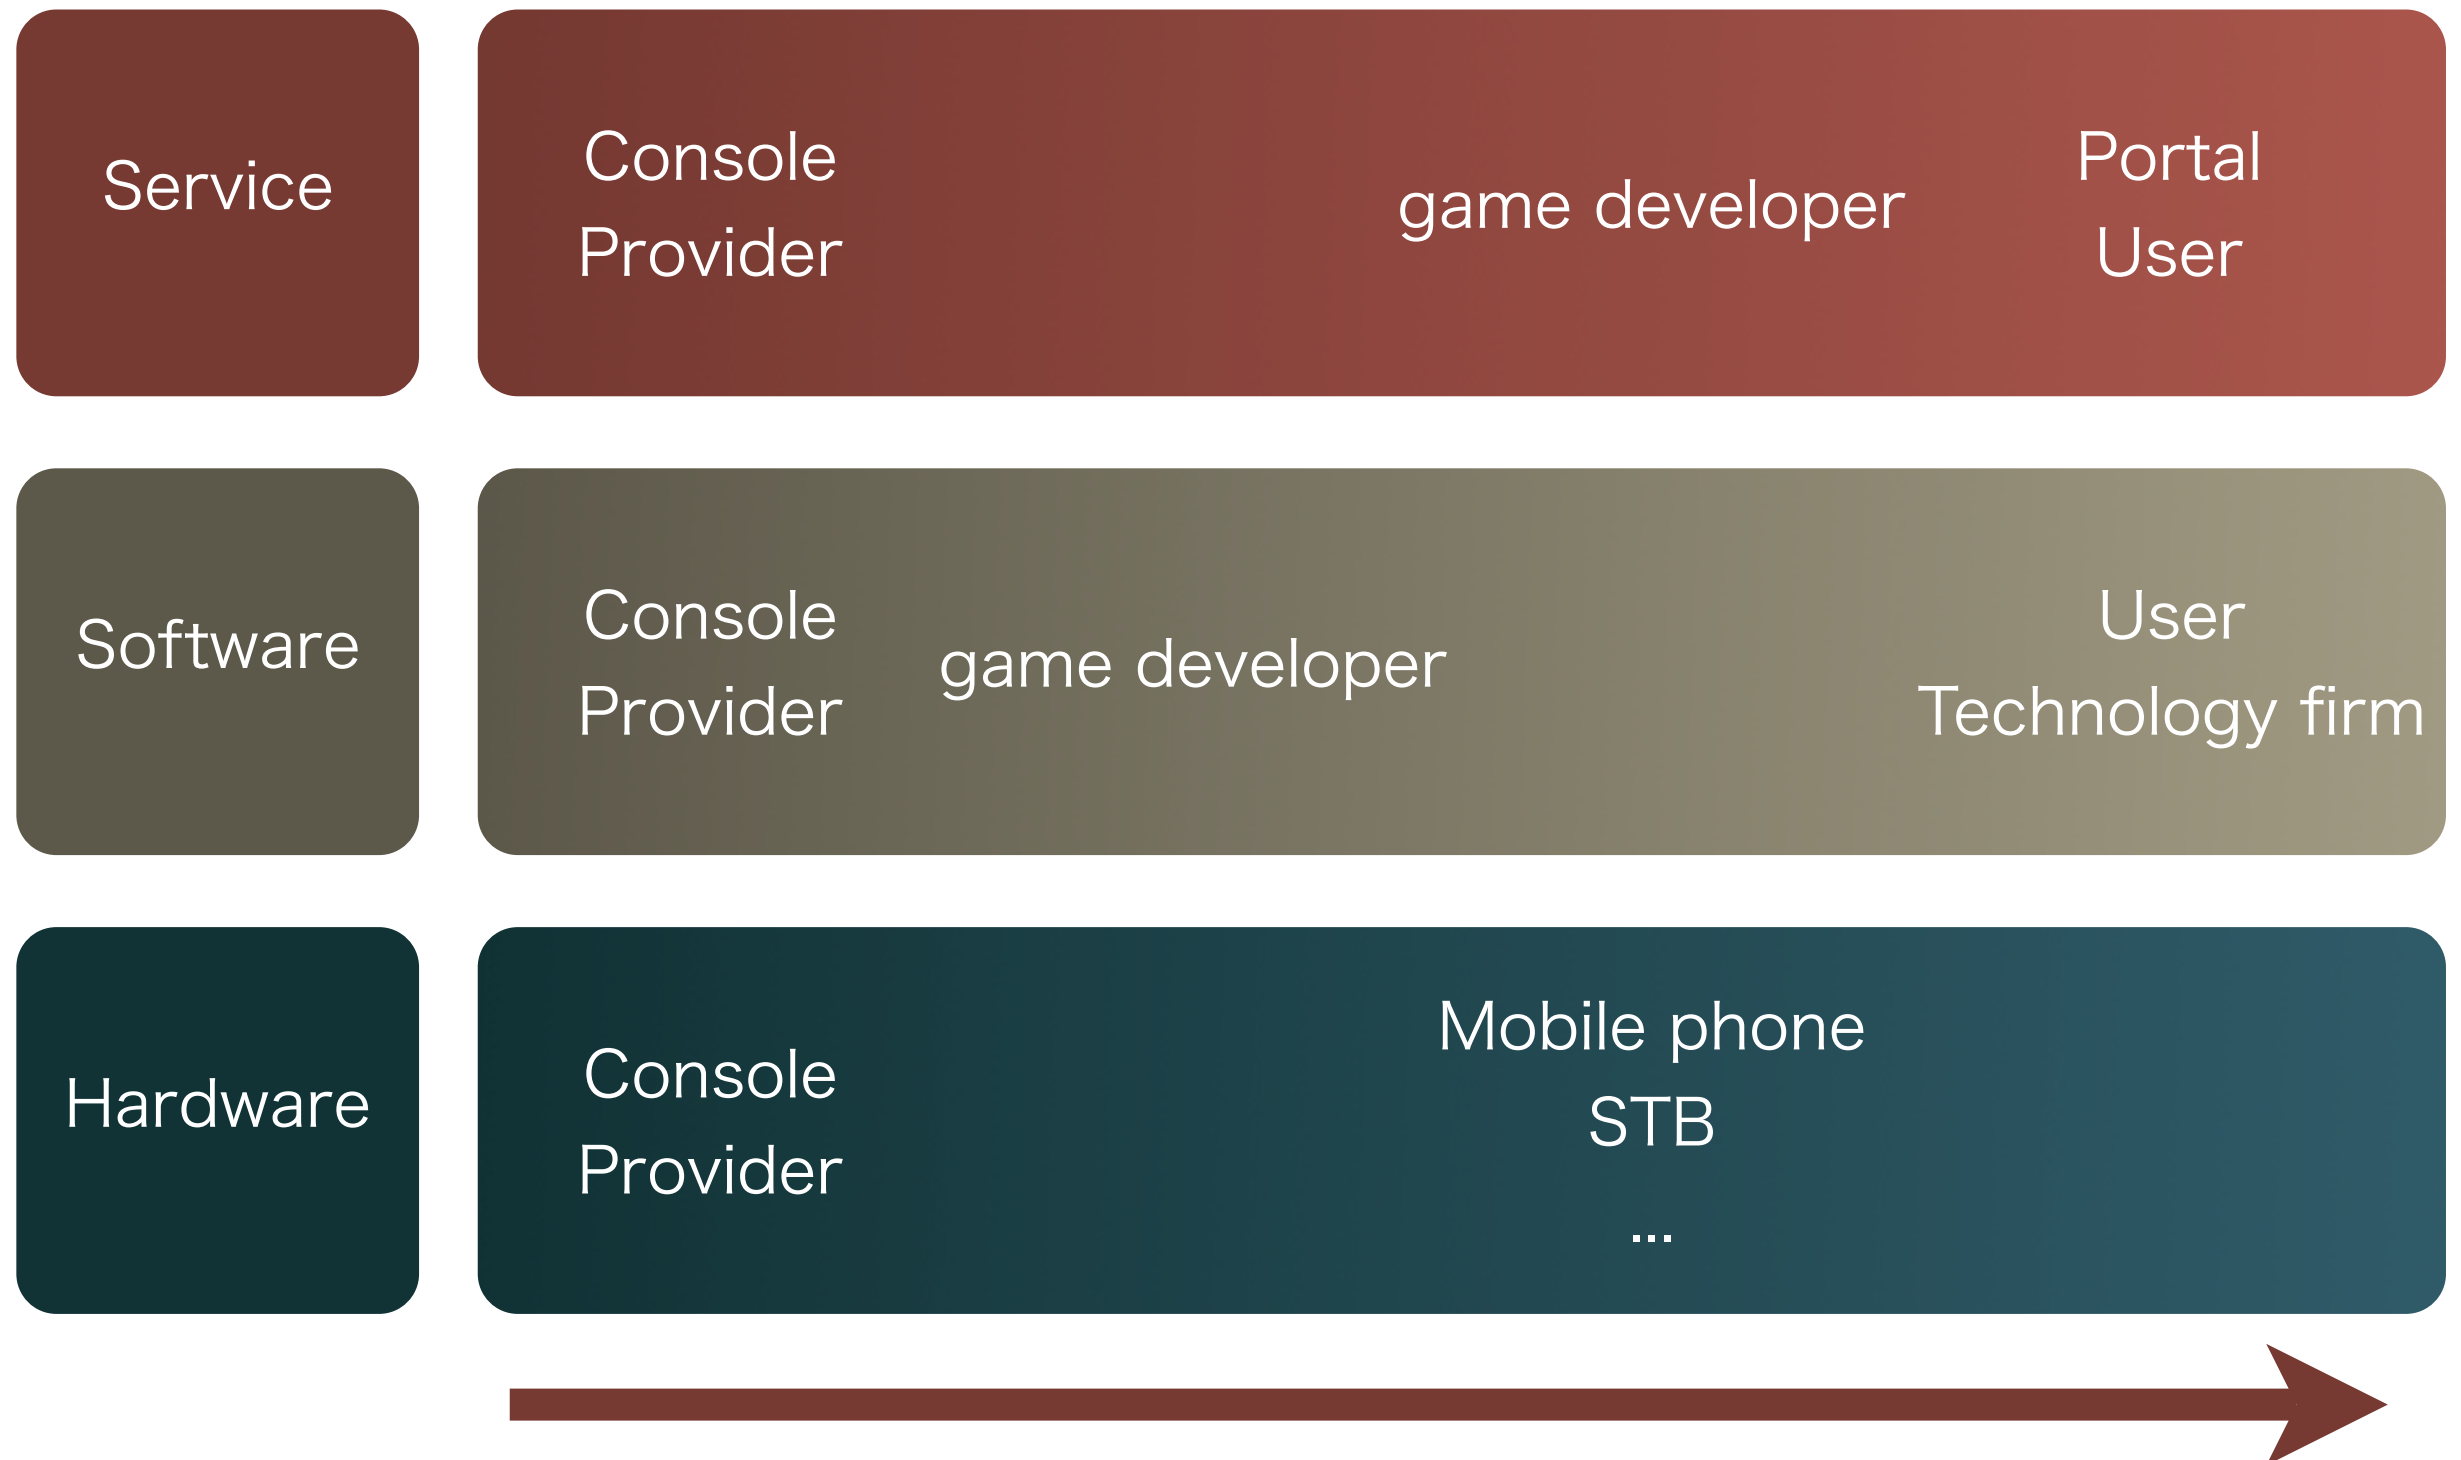 Service
Console
Provider
game developer
Portal
User
Software
Console
Provider
game developer
User
Technology firm
Hardware
Console
Provider
Mobile phone
STB
...